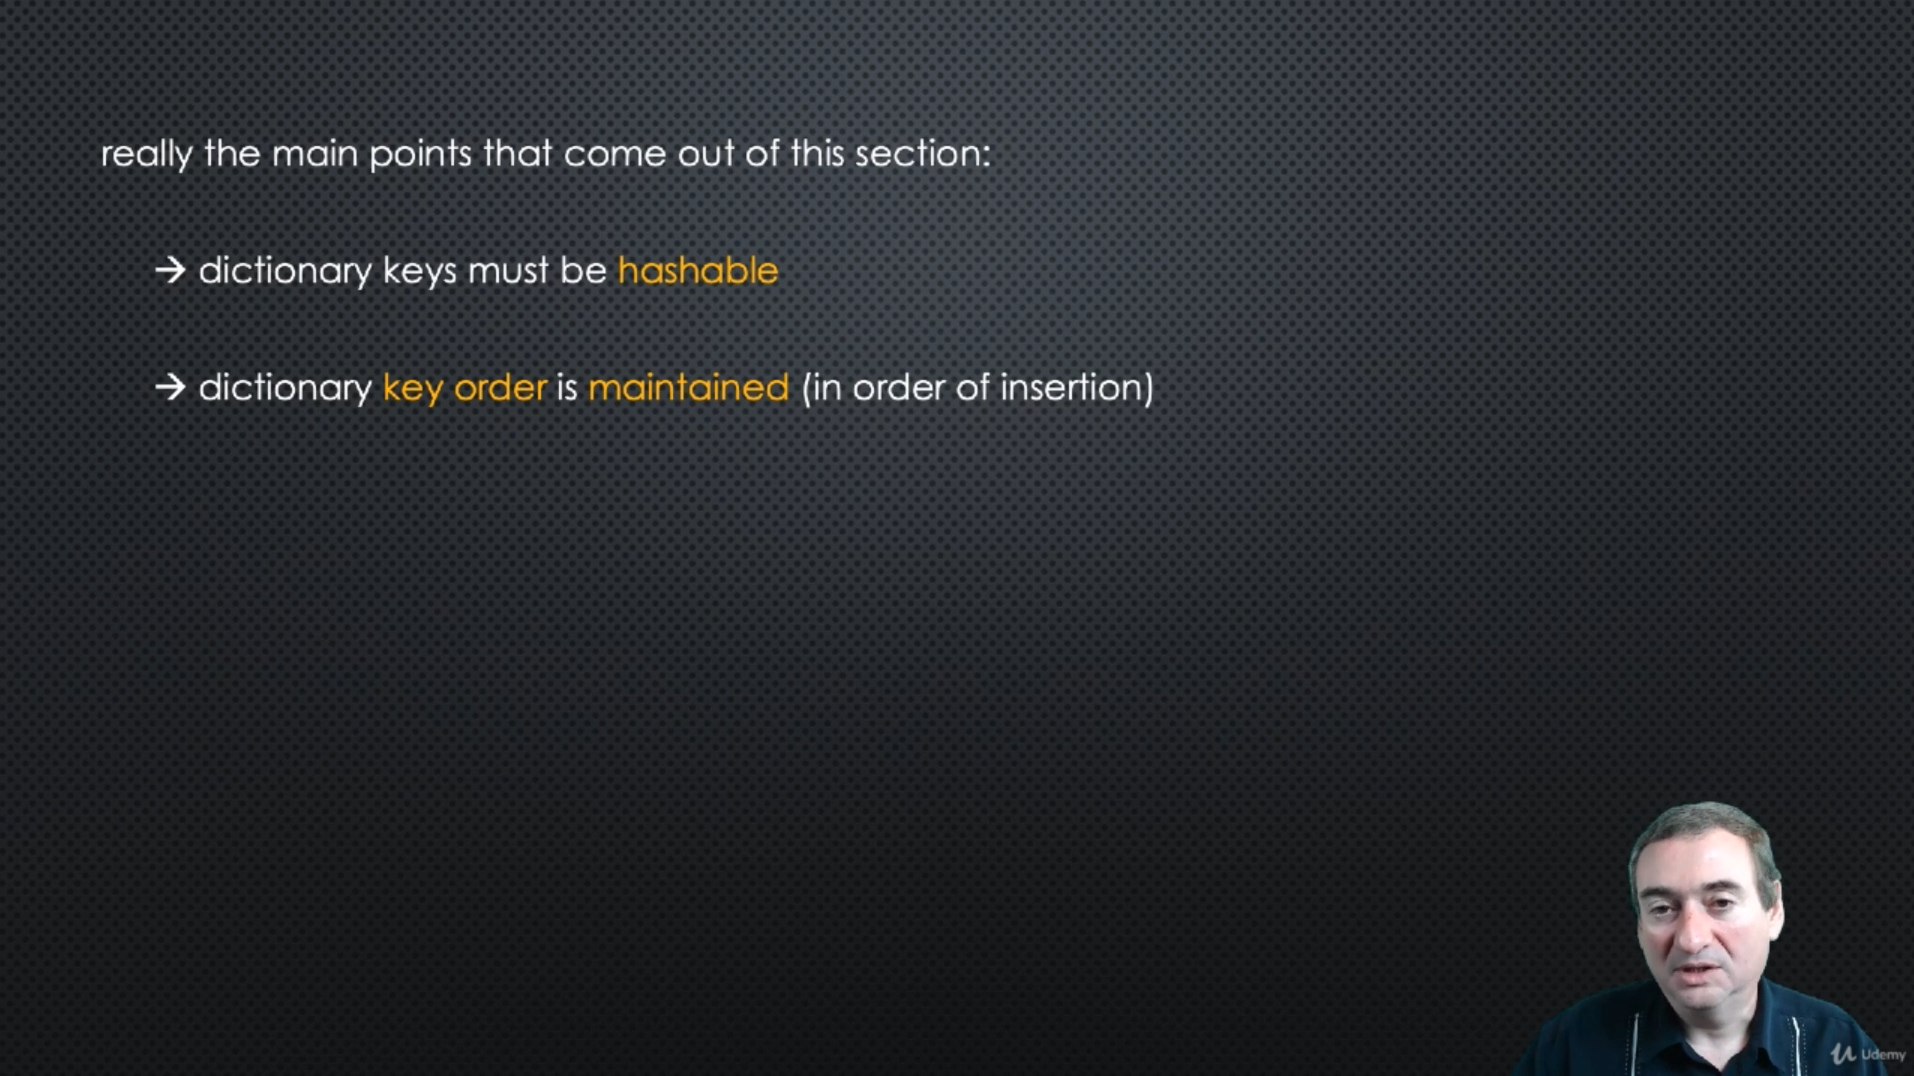 really the main points that come out of this section:
→ dictionary keys must be hashable
→ dictionary key order is maintained (in order of insertion)
Udemy